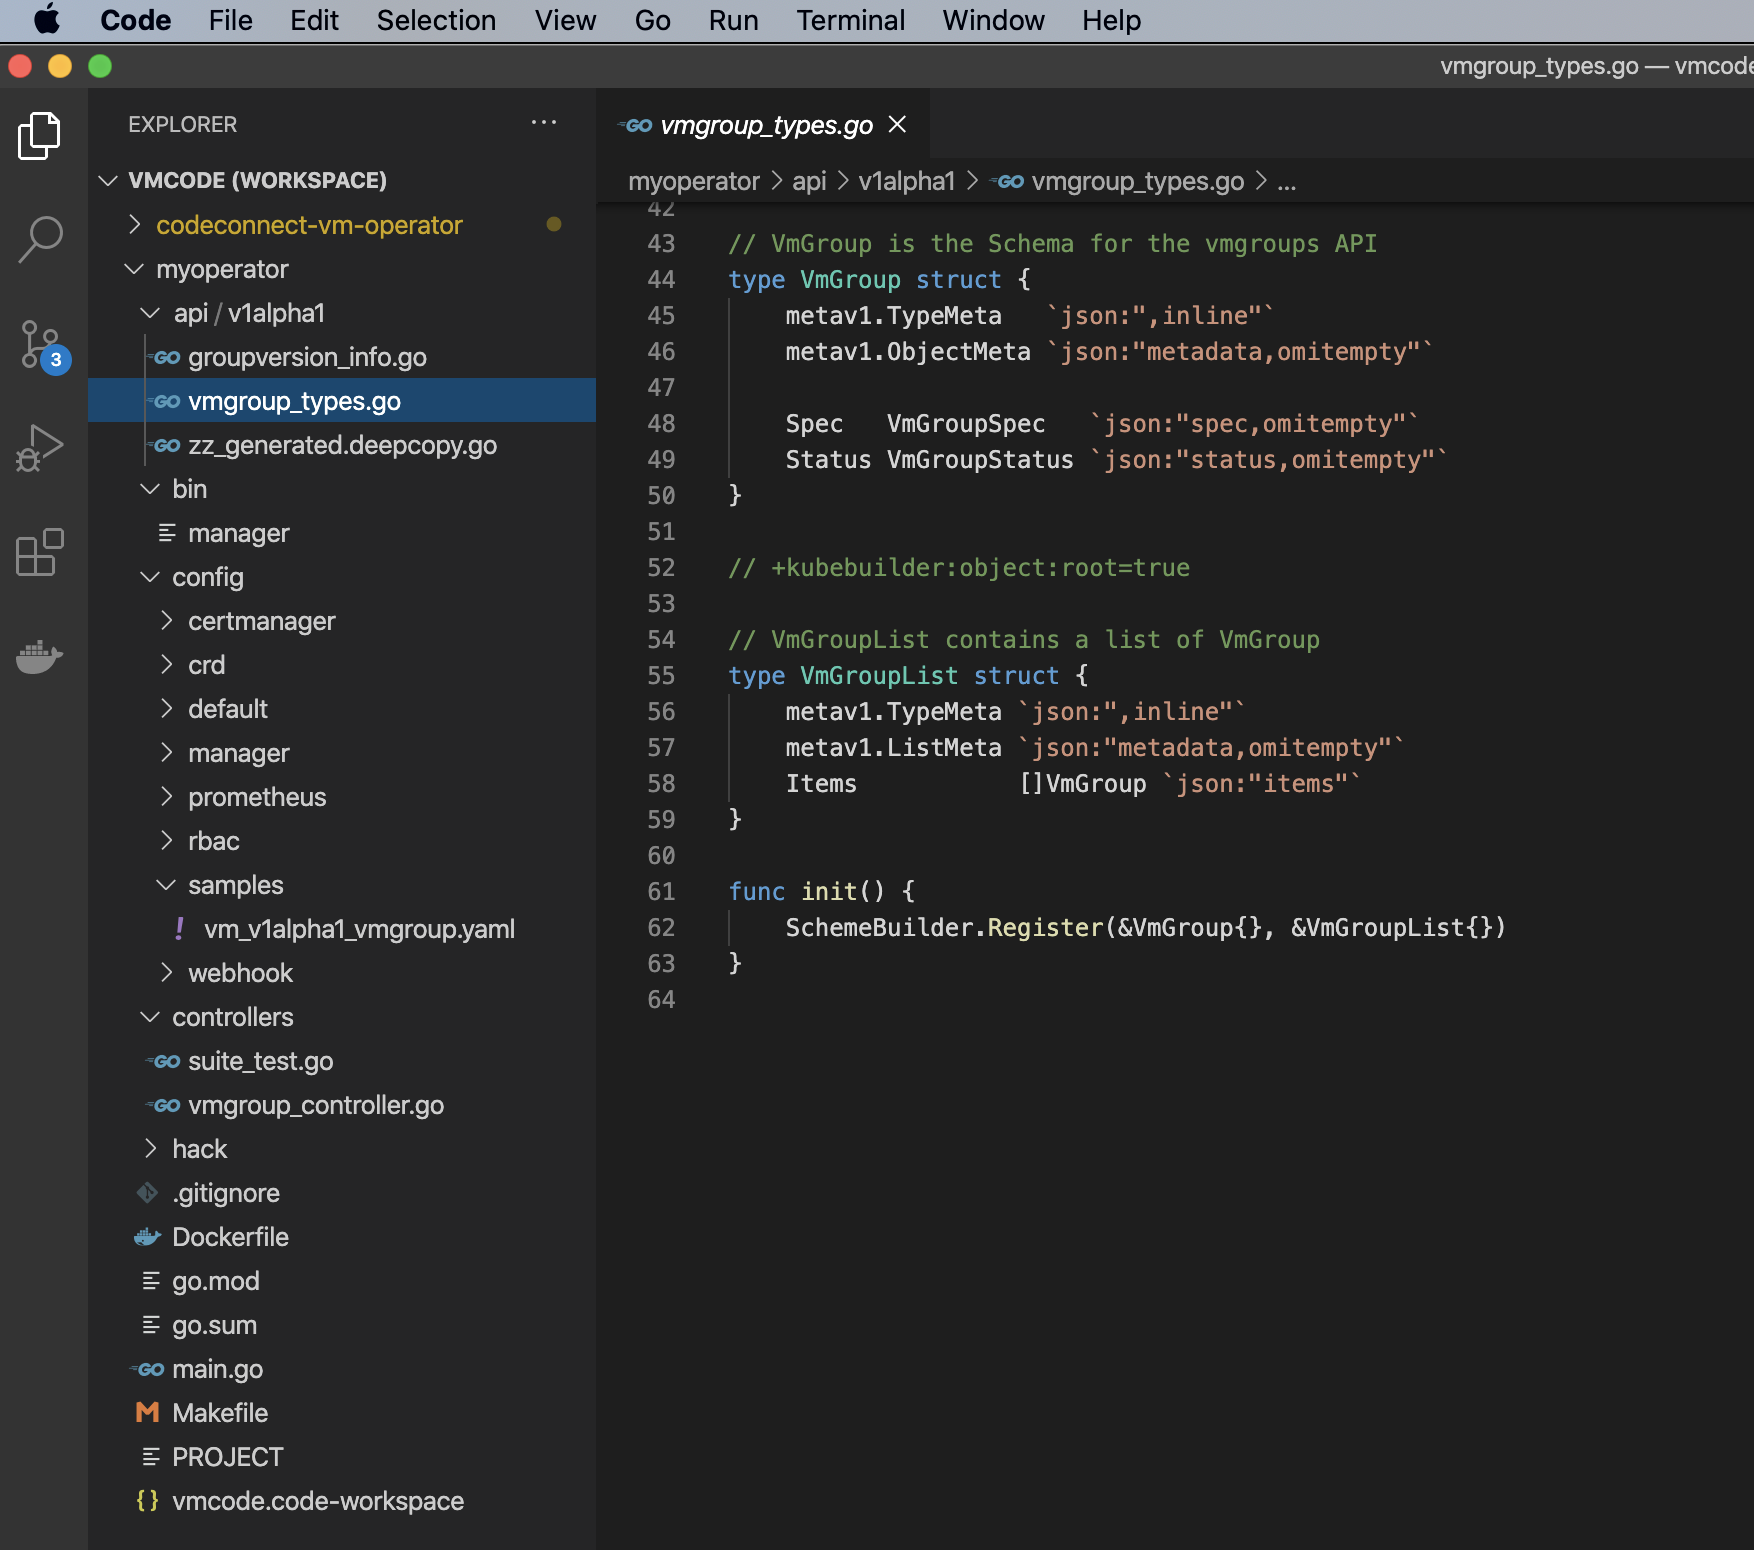 Code File Edit Selection View Go Run Terminal Window Help
vmgroup_types.go — vmcode
EXPLORER
VMCODE (WORKSPACE)
codeconnect-vm-operator
myoperator
api / v1alpha1
GO groupversion_info.go
GO vmgroup_types.go
GO zz_generated.deepcopy.go
bin
manager
config
certmanager
crd
default
manager
prometheus
rbac
samples
! vm_v1alpha1_vmgroup.yaml
webhook
controllers
GO suite_test.go
GO vmgroup_controller.go
hack
.gitignore
Dockerfile
go.mod
go.sum
GO main.go
M Makefile
PROJECT
{} vmcode.code-workspace
3
GO vmgroup_types.go
myoperator > api > v1alpha1 > GO vmgroup_types.go > ...
42
43 // VmGroup is the Schema for the vmgroups API
44 type VmGroup struct {
45 metav1.TypeMeta `json:",inline"`
46 metav1.ObjectMeta `json:"metadata,omitempty"`
47
48 Spec VmGroupSpec `json:"spec,omitempty"`
49 Status VmGroupStatus `json:"status,omitempty"`
50 }
51
52 // +kubebuilder:object:root=true
53
54 // VmGroupList contains a list of VmGroup
55 type VmGroupList struct {
56 metav1.TypeMeta `json:",inline"`
57 metav1.ListMeta `json:"metadata,omitempty"`
58 Items []VmGroup `json:"items"`
59 }
60
61 func init() {
62 SchemeBuilder.Register(&VmGroup{}, &VmGroupList{})
63 }
64